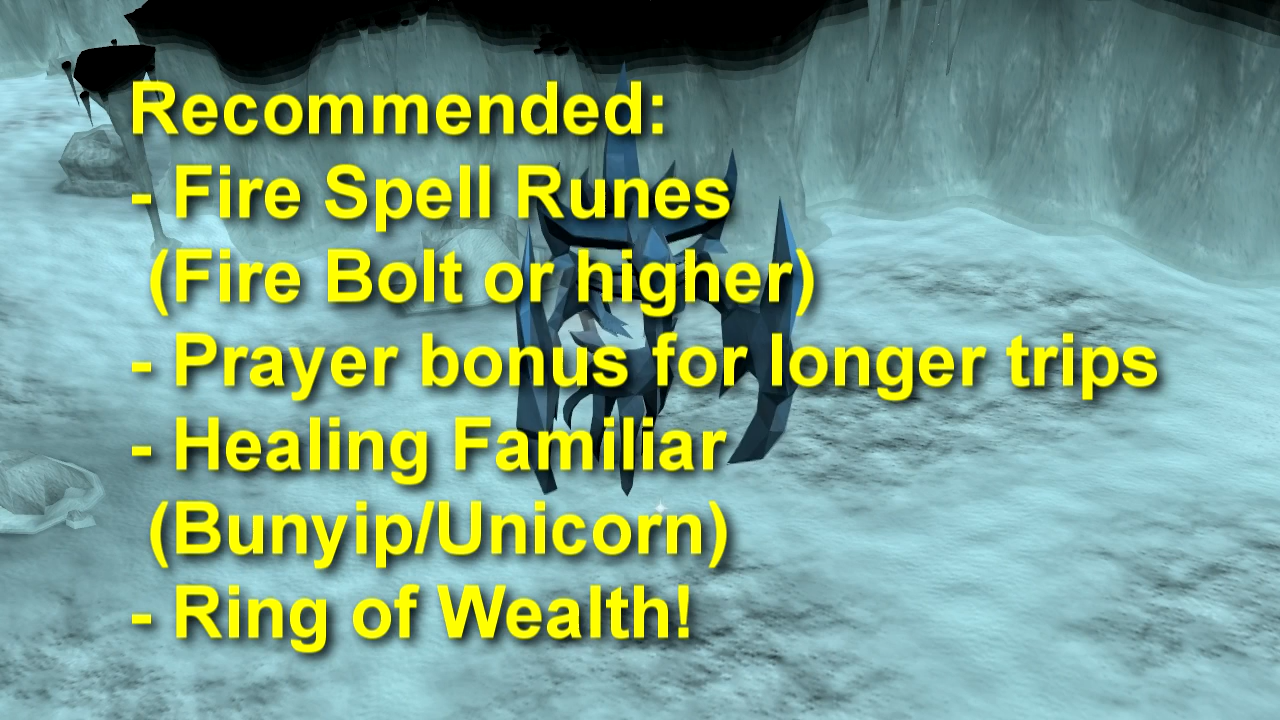 Recommended:
- Fire Spell Runes
(Fire Bolt or higher)
- Prayer bonus for longer trips
- Healing Familiar
(Bunyip/Unicorn)
- Ring of Wealth!